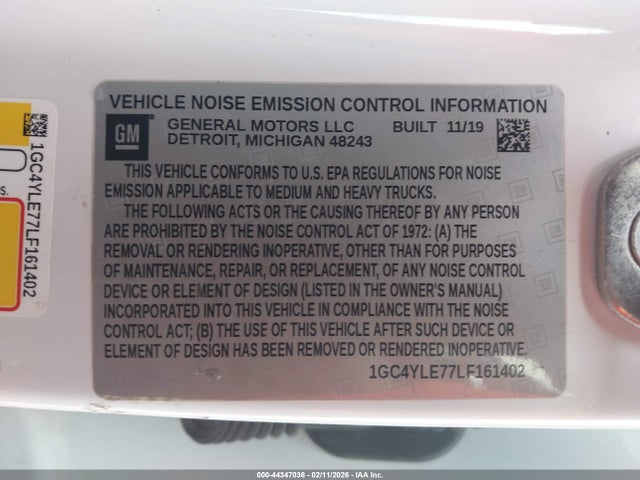 VEHICLE NOISE EMISSION CONTROL INFORMATION
GM
GENERAL MOTORS LLC BUILT 11/19
DETROIT, MICHIGAN 48243
THIS VEHICLE CONFORMS TO U.S. EPA REGULATIONS FOR NOISE
EMISSION APPLICABLE TO MEDIUM AND HEAVY TRUCKS.
THE FOLLOWING ACTS OR THE CAUSING THEREOF BY ANY PERSON
ARE PROHIBITED BY THE NOISE CONTROL ACT OF 1972: (A) THE
REMOVAL OR RENDERING INOPERATIVE, OTHER THAN FOR PURPOSES
OF MAINTENANCE, REPAIR, OR REPLACEMENT, OF ANY NOISE CONTROL
DEVICE OR ELEMENT OF DESIGN (LISTED IN THE OWNER'S MANUAL)
INCORPORATED INTO THIS VEHICLE IN COMPLIANCE WITH THE NOISE
CONTROL ACT; (B) THE USE OF THIS VEHICLE AFTER SUCH DEVICE OR
ELEMENT OF DESIGN HAS BEEN REMOVED OR RENDERED INOPERATIVE.
1GC4YLE77LF161402
1GC4YLE77LF161402
s.
000-44347036 - 02/11/2026 - IAA Inc.